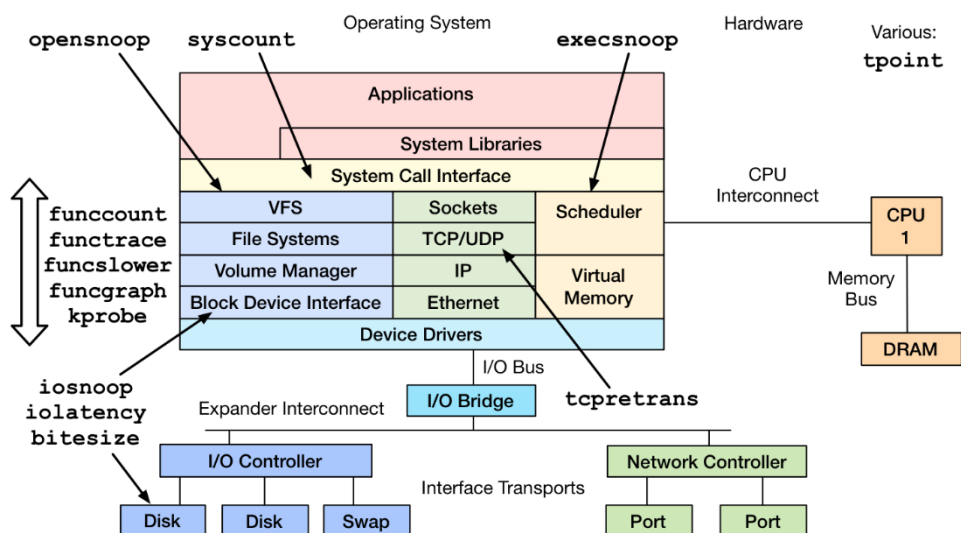 Operating System
Hardware
Various:
opensnoop
syscount
execsnoop
tpoint
Applications
System Libraries
System Call Interface
CPU
Interconnect
VFS
Sockets
Scheduler
File Systems
TCP/UDP
Volume Manager
IP
Virtual
Memory
Block Device Interface
Ethernet
Device Drivers
CPU
1
Memory
Bus
DRAM
funccount
functrace
funcslower
funcgraph
kprobe
I/O Bus
iosnoop
iolatency
bitesize
I/O Bridge
tcpretrans
Expander Interconnect
I/O Controller
Network Controller
Interface Transports
Disk
Disk
Swap
Port
Port